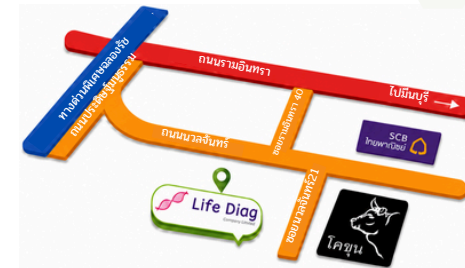 ทางด่วนพิเศษฉลองรัช
ถนนประดิษฐ์มนูธรรม
ถนนรามอินทรา
ไปมีนบุรี
ซอยรามอินทรา 40
ถนนนวลจันทร์
SCB
ไทยพาณิชย์
Life Diag
Company Limited
ซอยนวลจันทร์21
โคขุน